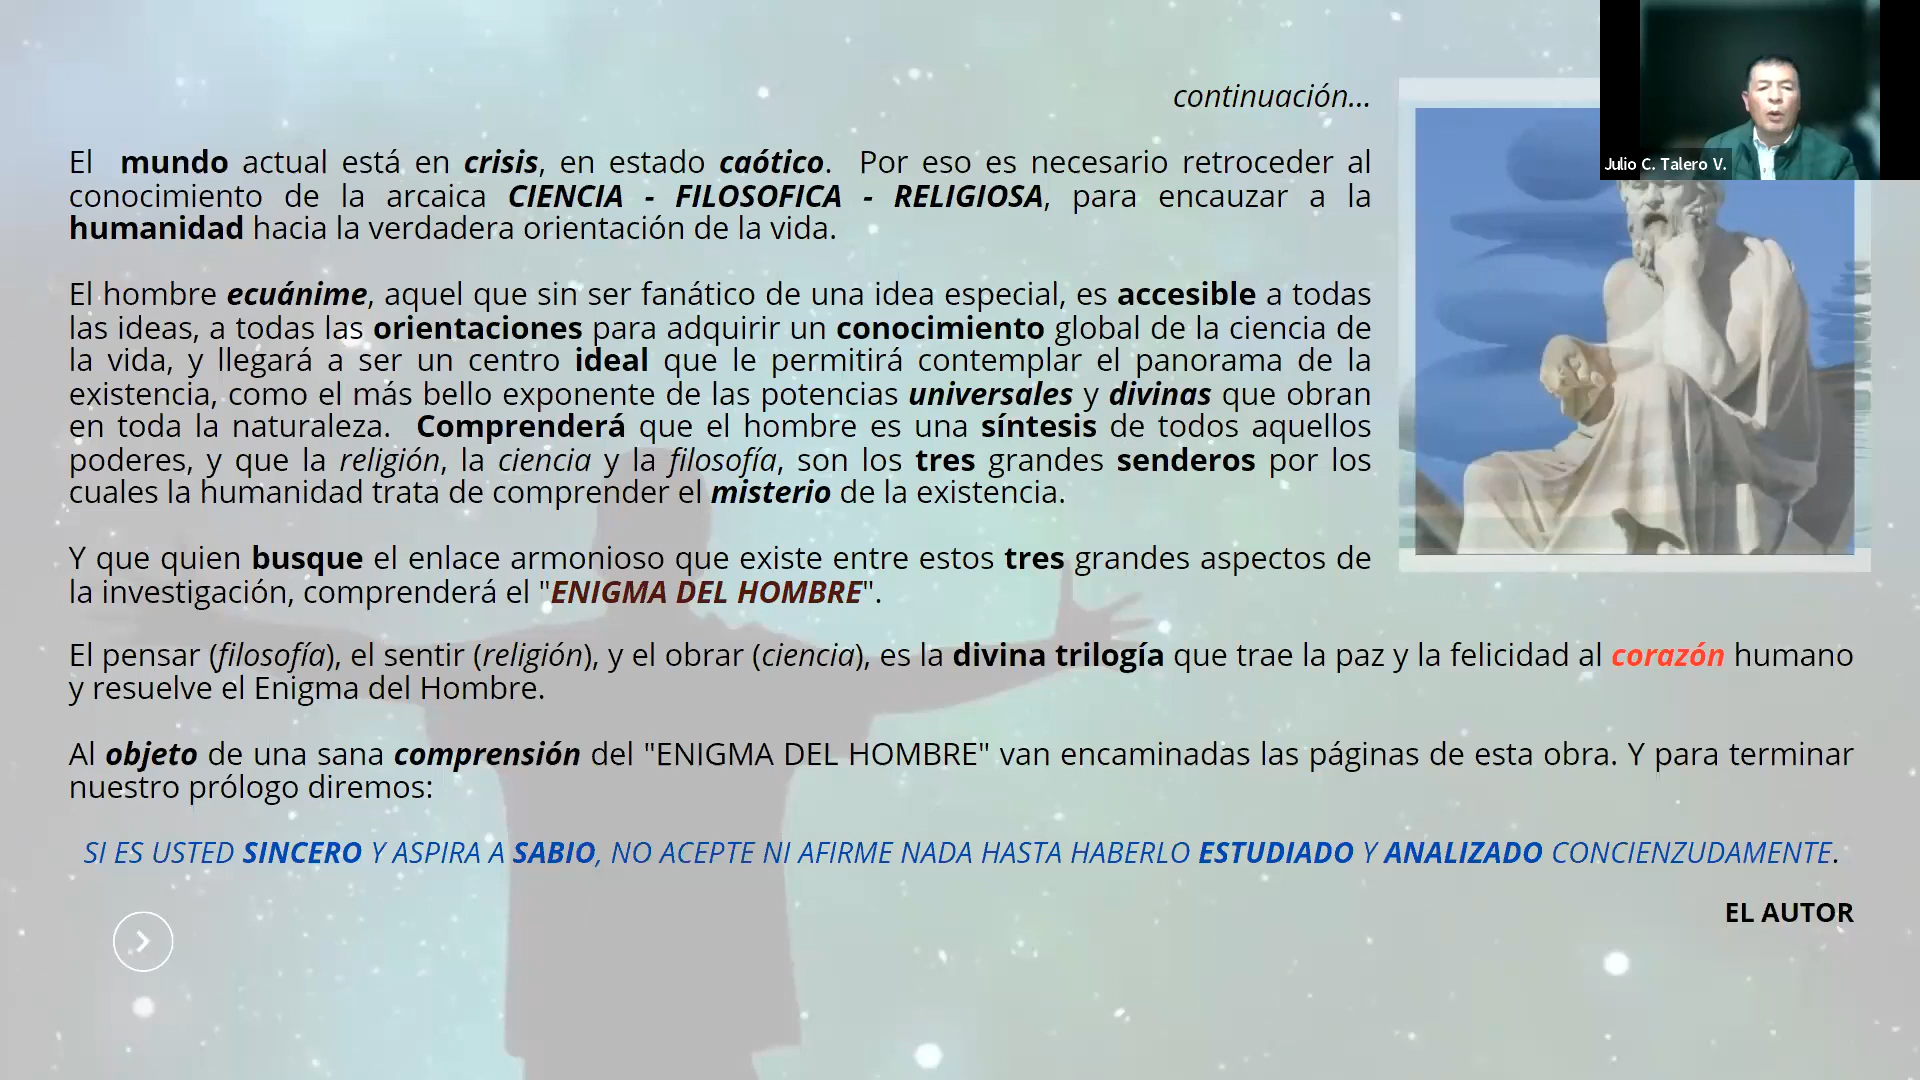 continuación...
Julio C. Talero V.
El mundo actual está en crisis, en estado caótico. Por eso es necesario retroceder al
conocimiento de la arcaica CIENCIA - FILOSOFICA - RELIGIOSA, para encauzar a la
humanidad hacia la verdadera orientación de la vida.
El hombre ecuánime, aquel que sin ser fanático de una idea especial, es accesible a todas
las ideas, a todas las orientaciones para adquirir un conocimiento global de la ciencia de
la vida, y llegará a ser un centro ideal que le permitirá contemplar el panorama de la
existencia, como el más bello exponente de las potencias universales y divinas que obran
en toda la naturaleza. Comprenderá que el hombre es una síntesis de todos aquellos
poderes, y que la religión, la ciencia y la filosofía, son los tres grandes senderos por los
cuales la humanidad trata de comprender el misterio de la existencia.
Y que quien busque el enlace armonioso que existe entre estos tres grandes aspectos de
la investigación, comprenderá el "ENIGMA DEL HOMBRE".
El pensar (filosofía), el sentir (religión), y el obrar (ciencia), es la divina trilogía que trae la paz y la felicidad al corazón humano
y resuelve el Enigma del Hombre.
Al objeto de una sana comprensión del "ENIGMA DEL HOMBRE" van encaminadas las páginas de esta obra. Y para terminar
nuestro prólogo diremos:
SI ES USTED SINCERO Y ASPIRA A SABIO, NO ACEPTE NI AFIRME NADA HASTA HABERLO ESTUDIADO Y ANALIZADO CONCIENZUDAMENTE.
EL AUTOR